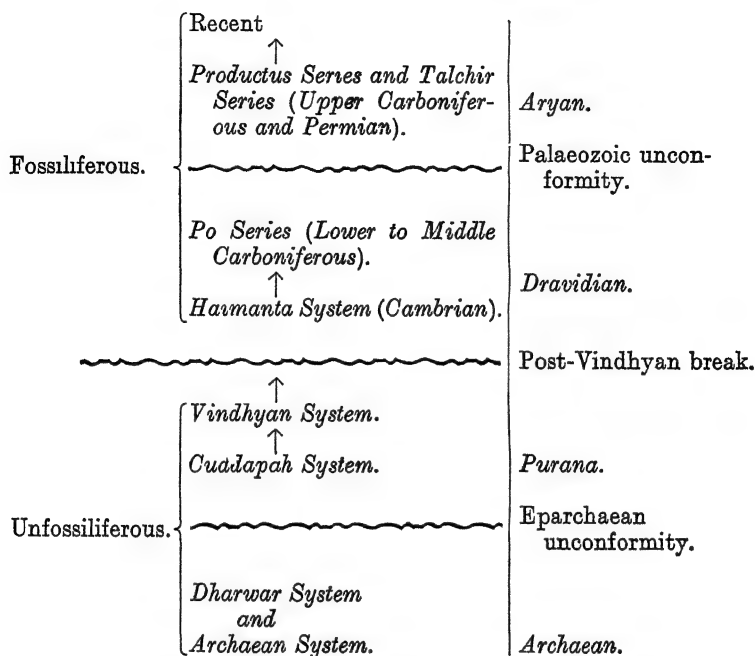 Recent
↑
Productus Series and Talchir
Series (Upper Carbonifer-
ous and Permian).
Aryan.
Fossiliferous.
Palaeozoic uncon-
formity.
Po Series (Lower to Middle
Carboniferous).
↑
Haimanta System (Cambrian).
Dravidian.
Post-Vindhyan break.
↑
Vindhyan System.
↑
Cuddapah System.
Purana.
Unfossiliferous.
Eparchaean
unconformity.
Dharwar System
and
Archaean System.
Archaean.